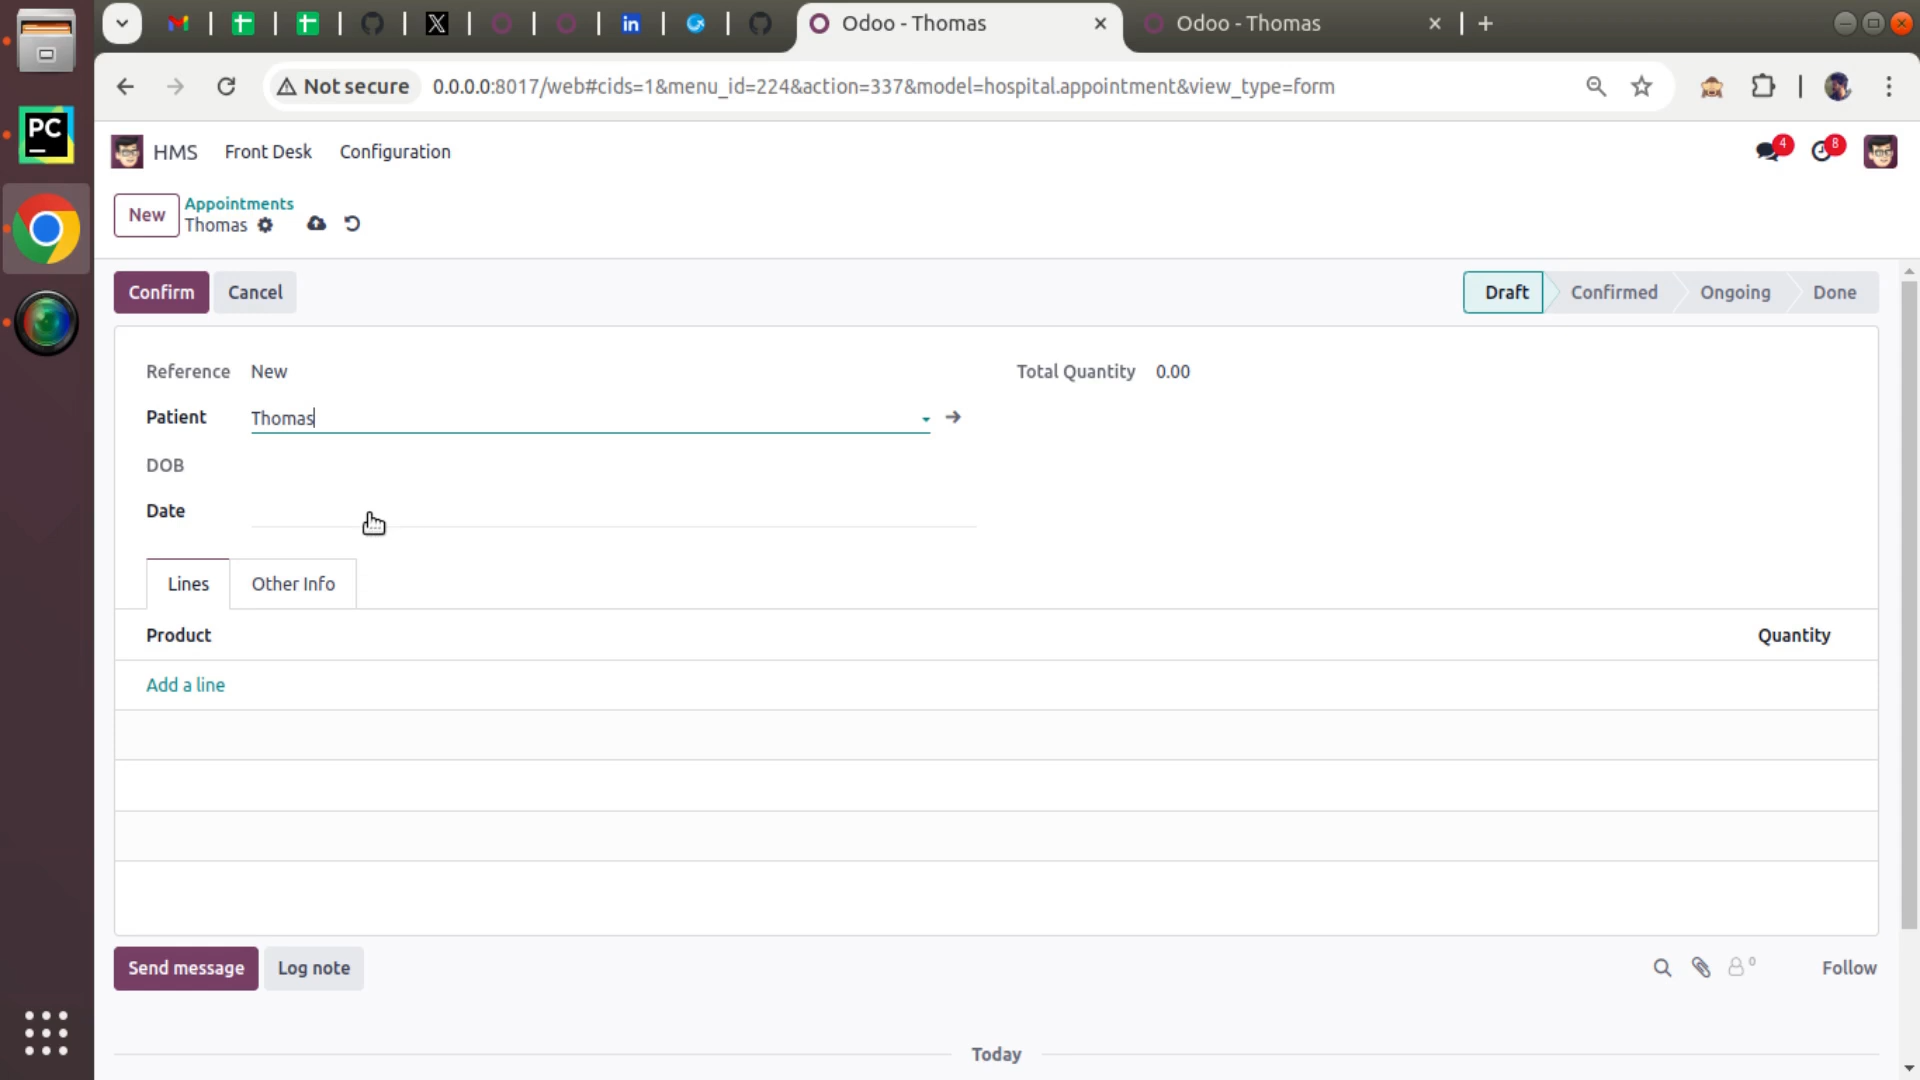 Odoo - Thomas
Odoo - Thomas
Not secure
0.0.0.0:8017/web#cids=1&menu_id=224&action=337&model=hospital.appointment&view_type=form
PC
HMS
Front Desk
Configuration
4
8
New
Appointments
Thomas
Confirm
Cancel
Draft
Confirmed
Ongoing
Done
Reference New
Total Quantity 0.00
Patient Thomas
DOB
Date
Lines
Other Info
Product
Quantity
Add a line
Send message
Log note
0
Follow
Today